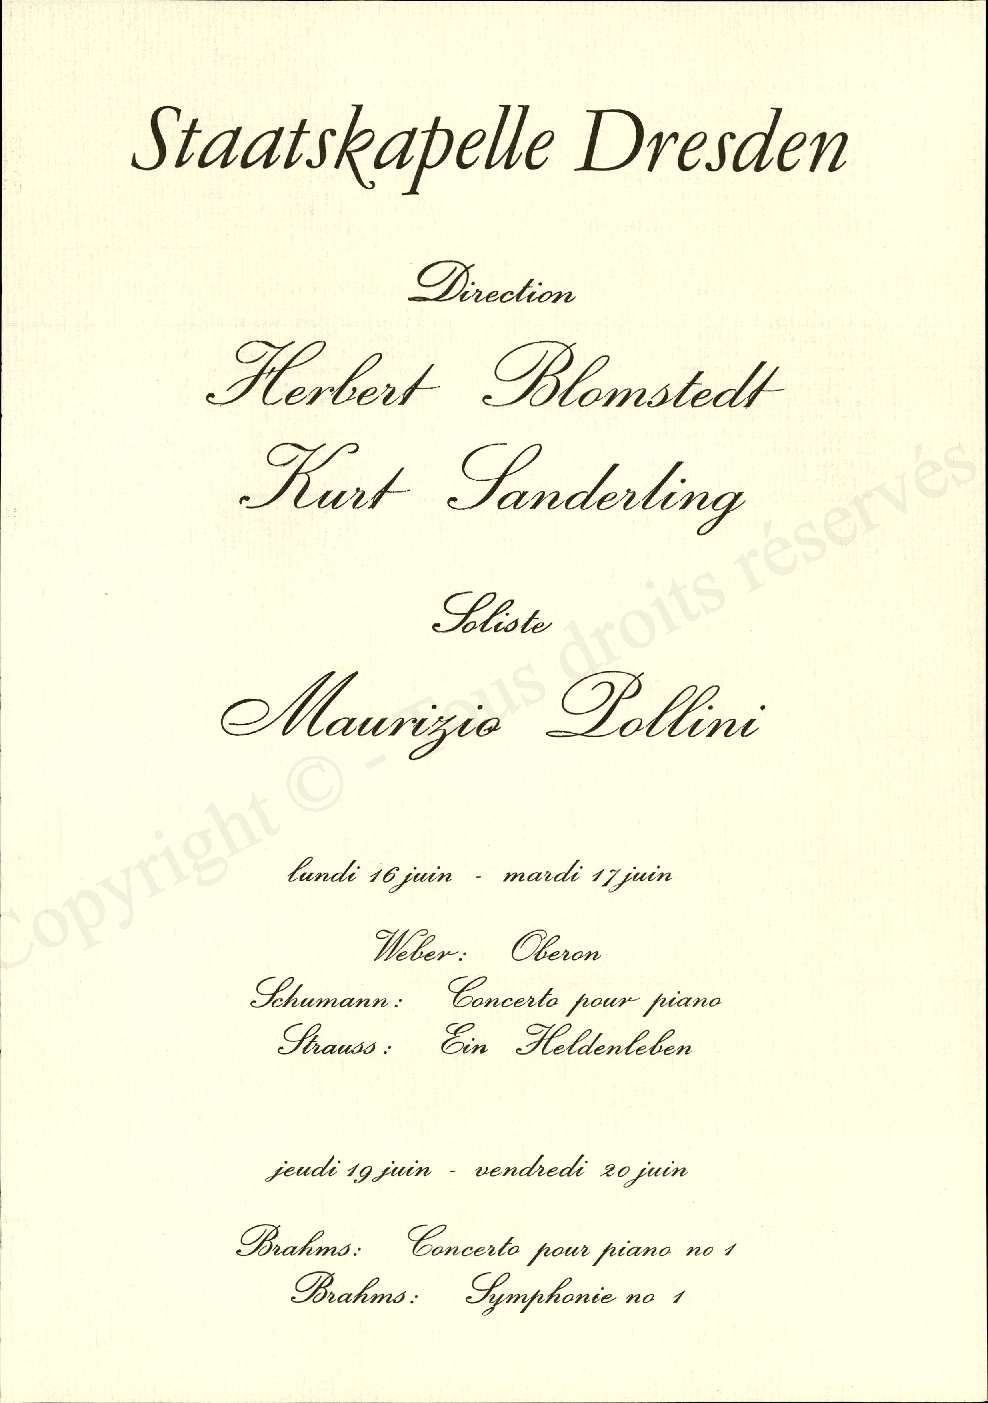 Staatskapelle Dresden
Direction
Herbert Blomstedt
Kurt Sanderling
Soliste
Maurizio Pollini
lundi 16 juin - mardi 17 juin
Weber: Oberon
Schumann: Concerto pour piano
Strauss: Ein Heldenleben
jeudi 19 juin - vendredi 20 juin
Brahms: Concerto pour piano no 1
Brahms: Symphonie no 1
Copyright © - Tous droits réservés